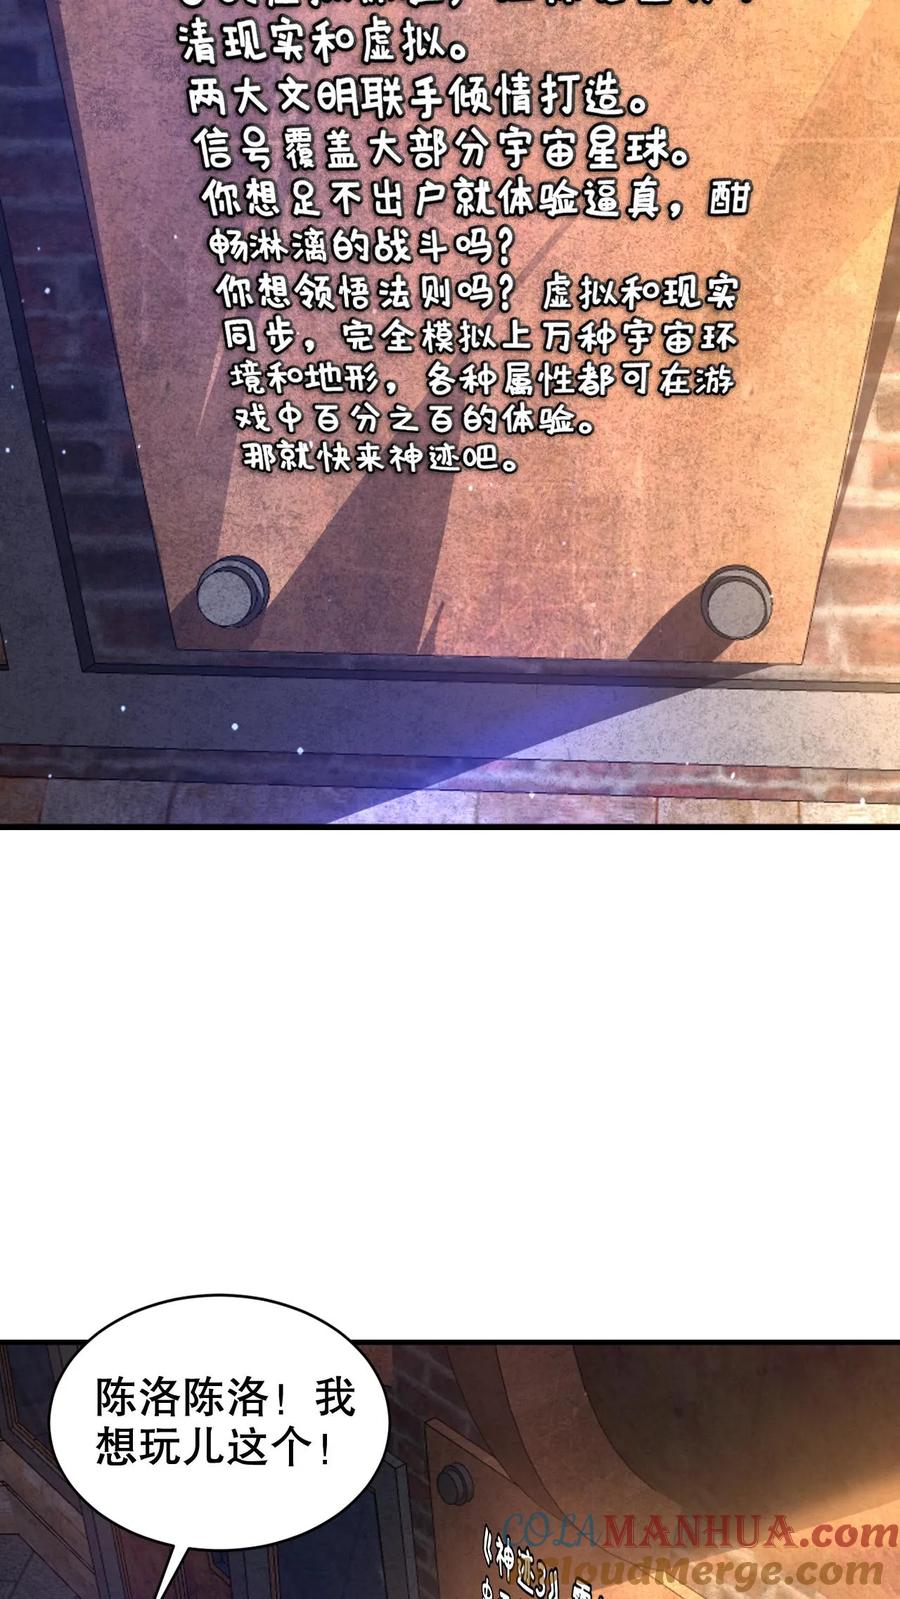 清现实和虚拟。
两大文明联手倾情打造。
信号覆盖大部分宇宙星球。
你想足不出户就体验逼真，酣
畅淋漓的战斗吗？
你想领悟法则吗？虚拟和现实
同步，完全模拟上万种宇宙环
境和地形，各种属性都可在游
戏中百分之百的体验。
那就快来神迹吧。
陈洛陈洛！我
想玩儿这个！
《神迹3》
COLAMANHUA.com
CloudMerge.com